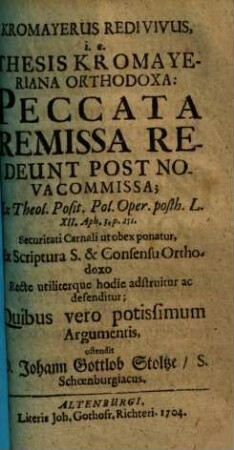 KROMAYERUS REDIVIVUS,
i. e.
THESIS KROMAYE-
RIANA ORTHODOXA:
PECCATA
REMISSA RE-
DEUNT POST NO-
VA COMMISSA;
Ex Theol. Posit. Pol. Oper. posth. L.
XII. Aph. 3. p.
Securitati Carnali ut obex ponatur,
Ex Scriptura S. & Consensu Ortho-
doxo
Recte utiliterque hodie adstruitur ac
defenditur;
Quibus vero potissimum
Argumentis,
ostendit
Johann Gottlob Stoltze / S.
Schœnburgiacus.
ALTENBURGI,
Literis Joh. Gothofr. Richteri. 1704.